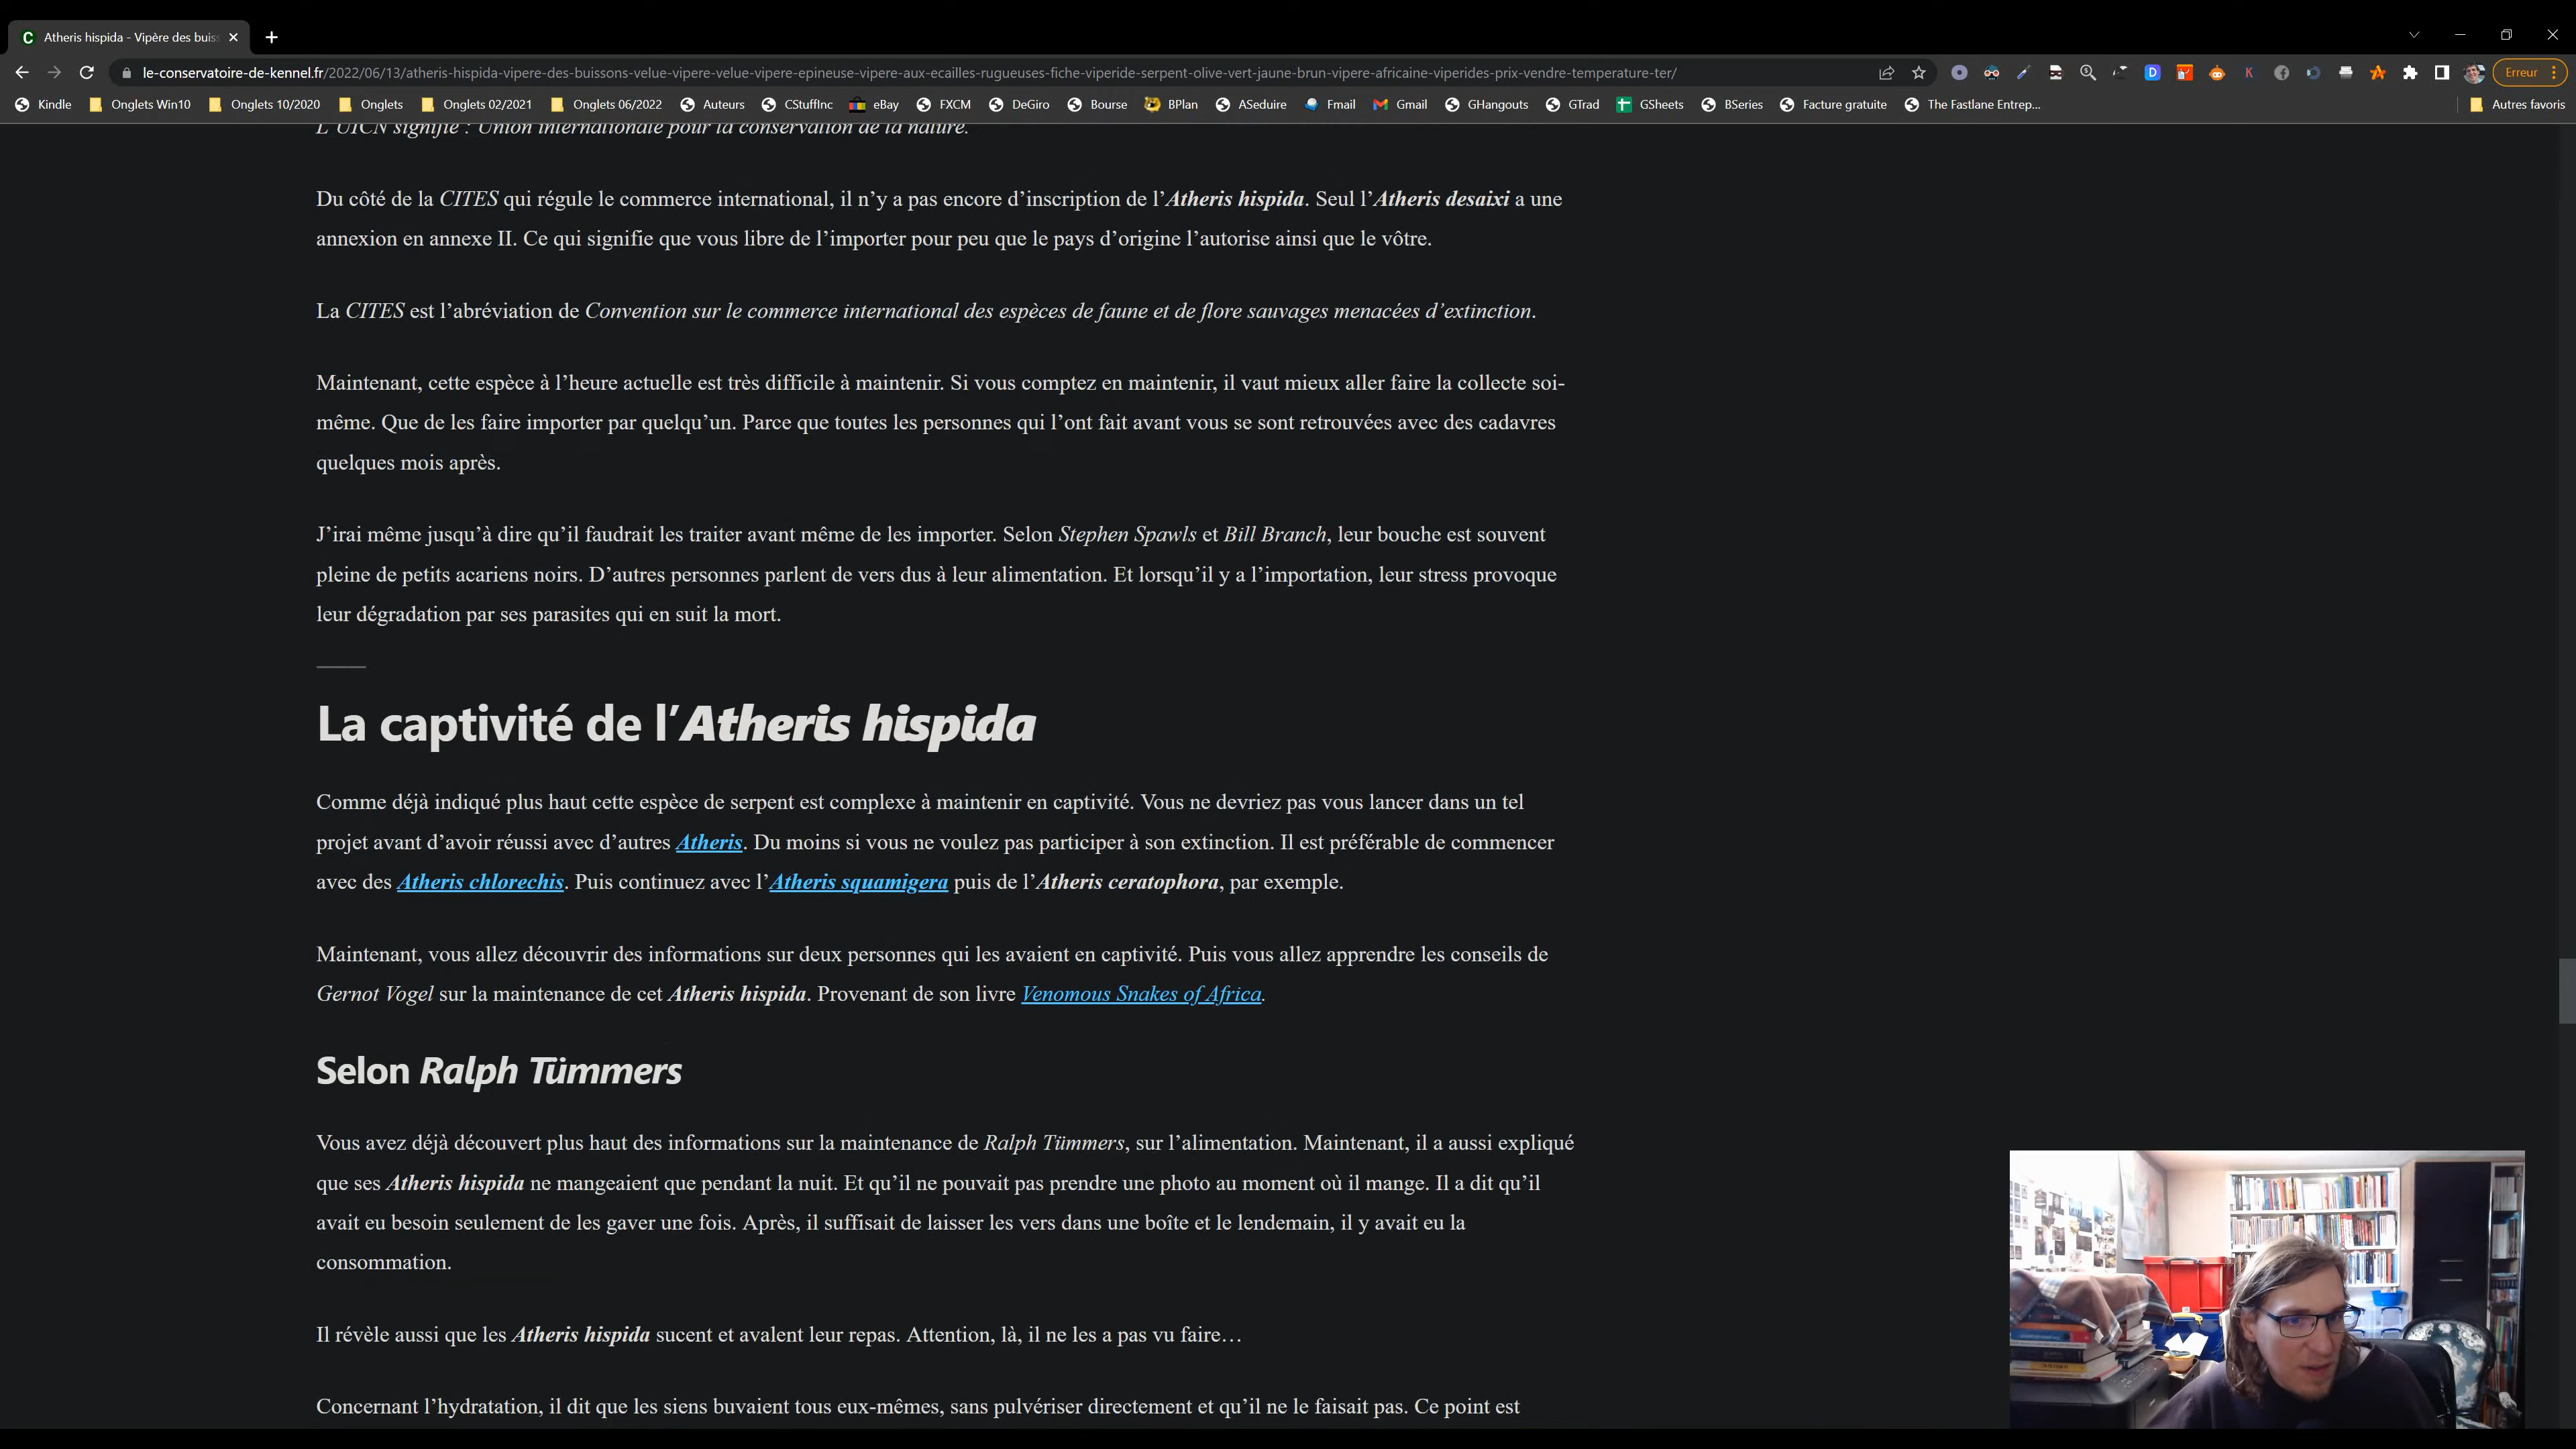 Atheris hispida - Vipère des buiss
le-conservatoire-de-kennel.fr/2022/06/13/atheris-hispida-vipere-des-buissons-velue-vipere-velue-vipere-epineuse-vipere-aux-ecailles-rugueuses-fiche-viperide-serpent-olive-vert-jaune-brun-vipere-africaine-viperides-prix-vendre-temperature-ter/
Erreur
Kindle Onglets Win10 Onglets 10/2020 Onglets Onglets 02/2021 Onglets 06/2022 Auteurs CStuffInc eBay FXCM DeGiro Bourse BPlan ASeduire Fmail Gmail GHangouts GTrad GSheets BSeries Facture gratuite The Fastlane Entrep... Autres favoris
L'UICN signifie : Union internationale pour la conservation de la nature.
Du côté de la CITES qui régule le commerce international, il n’y a pas encore d’inscription de l’Atheris hispida. Seul l’Atheris desaixi a une
annexion en annexe II. Ce qui signifie que vous libre de l’importer pour peu que le pays d’origine l’autorise ainsi que le vôtre.
La CITES est l’abréviation de Convention sur le commerce international des espèces de faune et de flore sauvages menacées d’extinction.
Maintenant, cette espèce à l’heure actuelle est très difficile à maintenir. Si vous comptez en maintenir, il vaut mieux aller faire la collecte soi-
même. Que de les faire importer par quelqu’un. Parce que toutes les personnes qui l’ont fait avant vous se sont retrouvées avec des cadavres
quelques mois après.
J’irai même jusqu’à dire qu’il faudrait les traiter avant même de les importer. Selon Stephen Spawls et Bill Branch, leur bouche est souvent
pleine de petits acariens noirs. D’autres personnes parlent de vers dus à leur alimentation. Et lorsqu’il y a l’importation, leur stress provoque
leur dégradation par ses parasites qui en suit la mort.
La captivité de l’Atheris hispida
Comme déjà indiqué plus haut cette espèce de serpent est complexe à maintenir en captivité. Vous ne devriez pas vous lancer dans un tel
projet avant d’avoir réussi avec d’autres Atheris. Du moins si vous ne voulez pas participer à son extinction. Il est préférable de commencer
avec des Atheris chlorechis. Puis continuez avec l’Atheris squamigera puis de l’Atheris ceratophora, par exemple.
Maintenant, vous allez découvrir des informations sur deux personnes qui les avaient en captivité. Puis vous allez apprendre les conseils de
Gernot Vogel sur la maintenance de cet Atheris hispida. Provenant de son livre Venomous Snakes of Africa.
Selon Ralph Tümmers
Vous avez déjà découvert plus haut des informations sur la maintenance de Ralph Tümmers, sur l’alimentation. Maintenant, il a aussi expliqué
que ses Atheris hispida ne mangeaient que pendant la nuit. Et qu’il ne pouvait pas prendre une photo au moment où il mange. Il a dit qu’il
avait eu besoin seulement de les gaver une fois. Après, il suffisait de laisser les vers dans une boîte et le lendemain, il y avait eu la
consommation.
Il révèle aussi que les Atheris hispida sucent et avalent leur repas. Attention, là, il ne les a pas vu faire…
Concernant l’hydratation, il dit que les siens buvaient tous eux-mêmes, sans pulvériser directement et qu’il ne le faisait pas. Ce point est